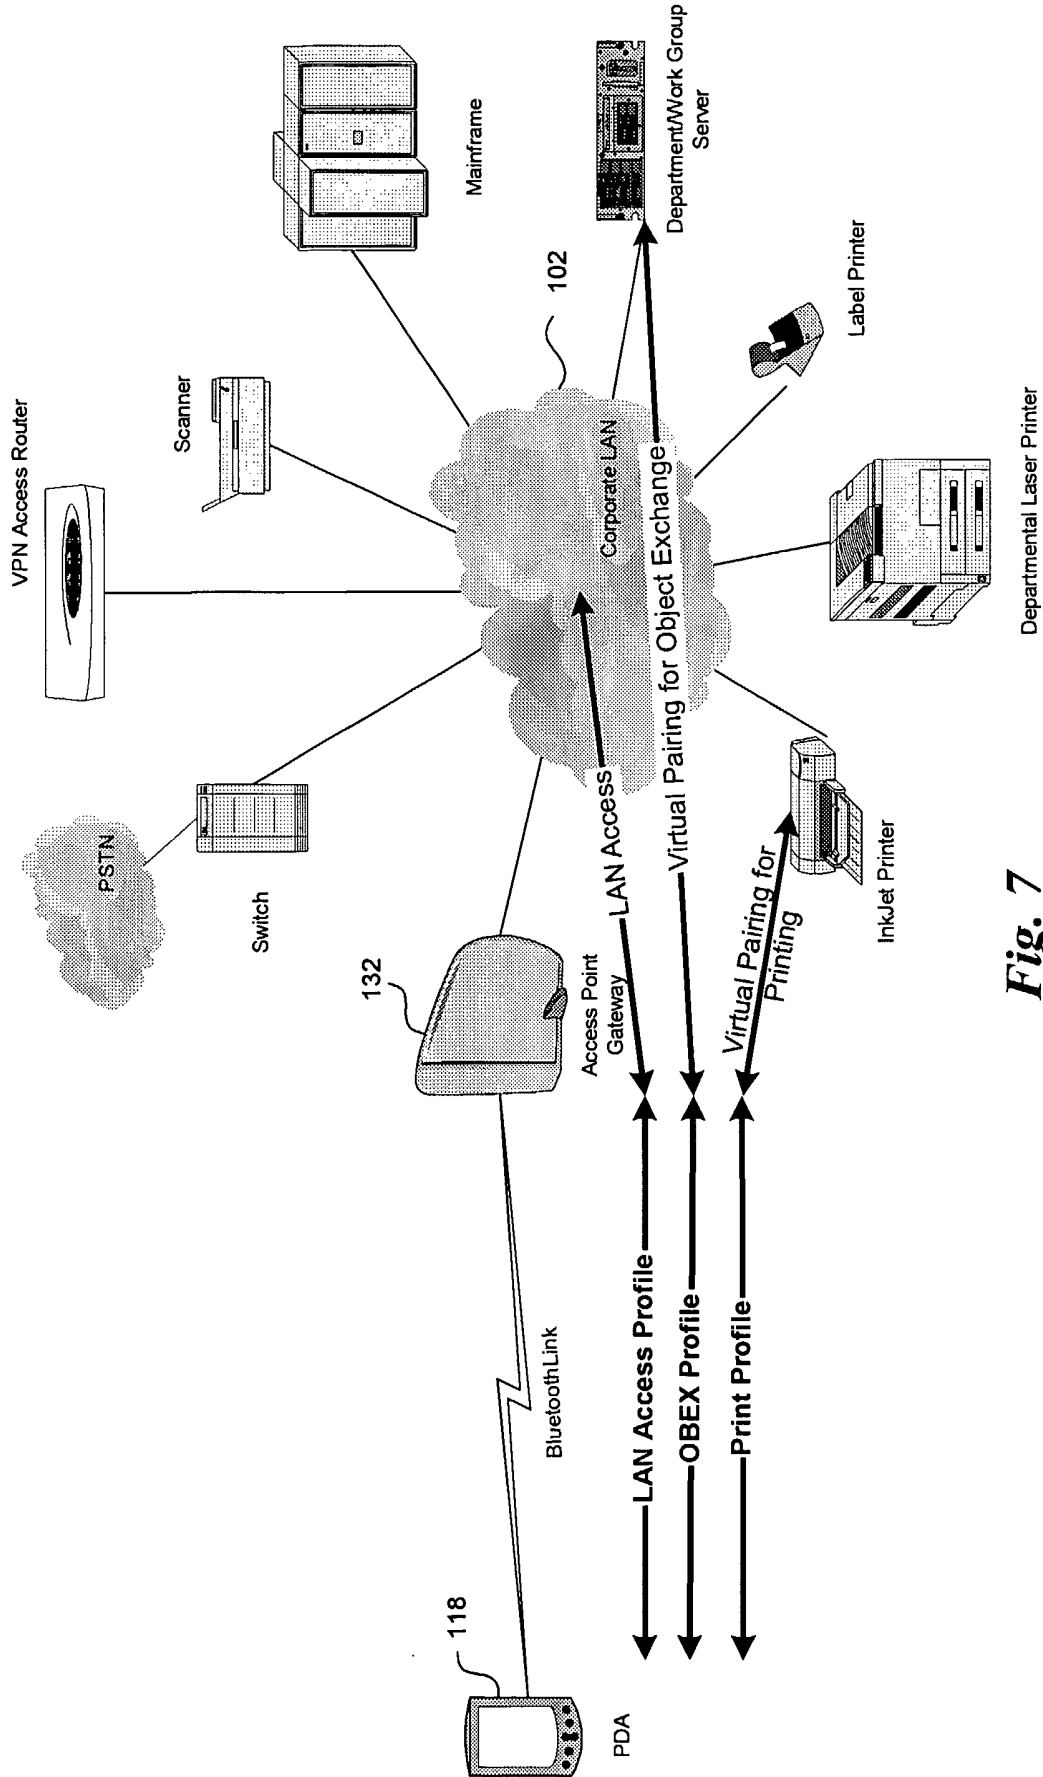 VPN Access Router
PSTN
Scanner
Mainframe
Switch
132
102
Corporate LAN
Department/Work Group
Server
Access Point
Gateway
118
BluetoothLink
PDA
LAN Access
LAN Access Profile
Virtual Pairing for Object Exchange
OBEX Profile
Virtual Pairing for
Printing
Print Profile
Label Printer
InkJet Printer
Departmental Laser Printer
Fig. 7